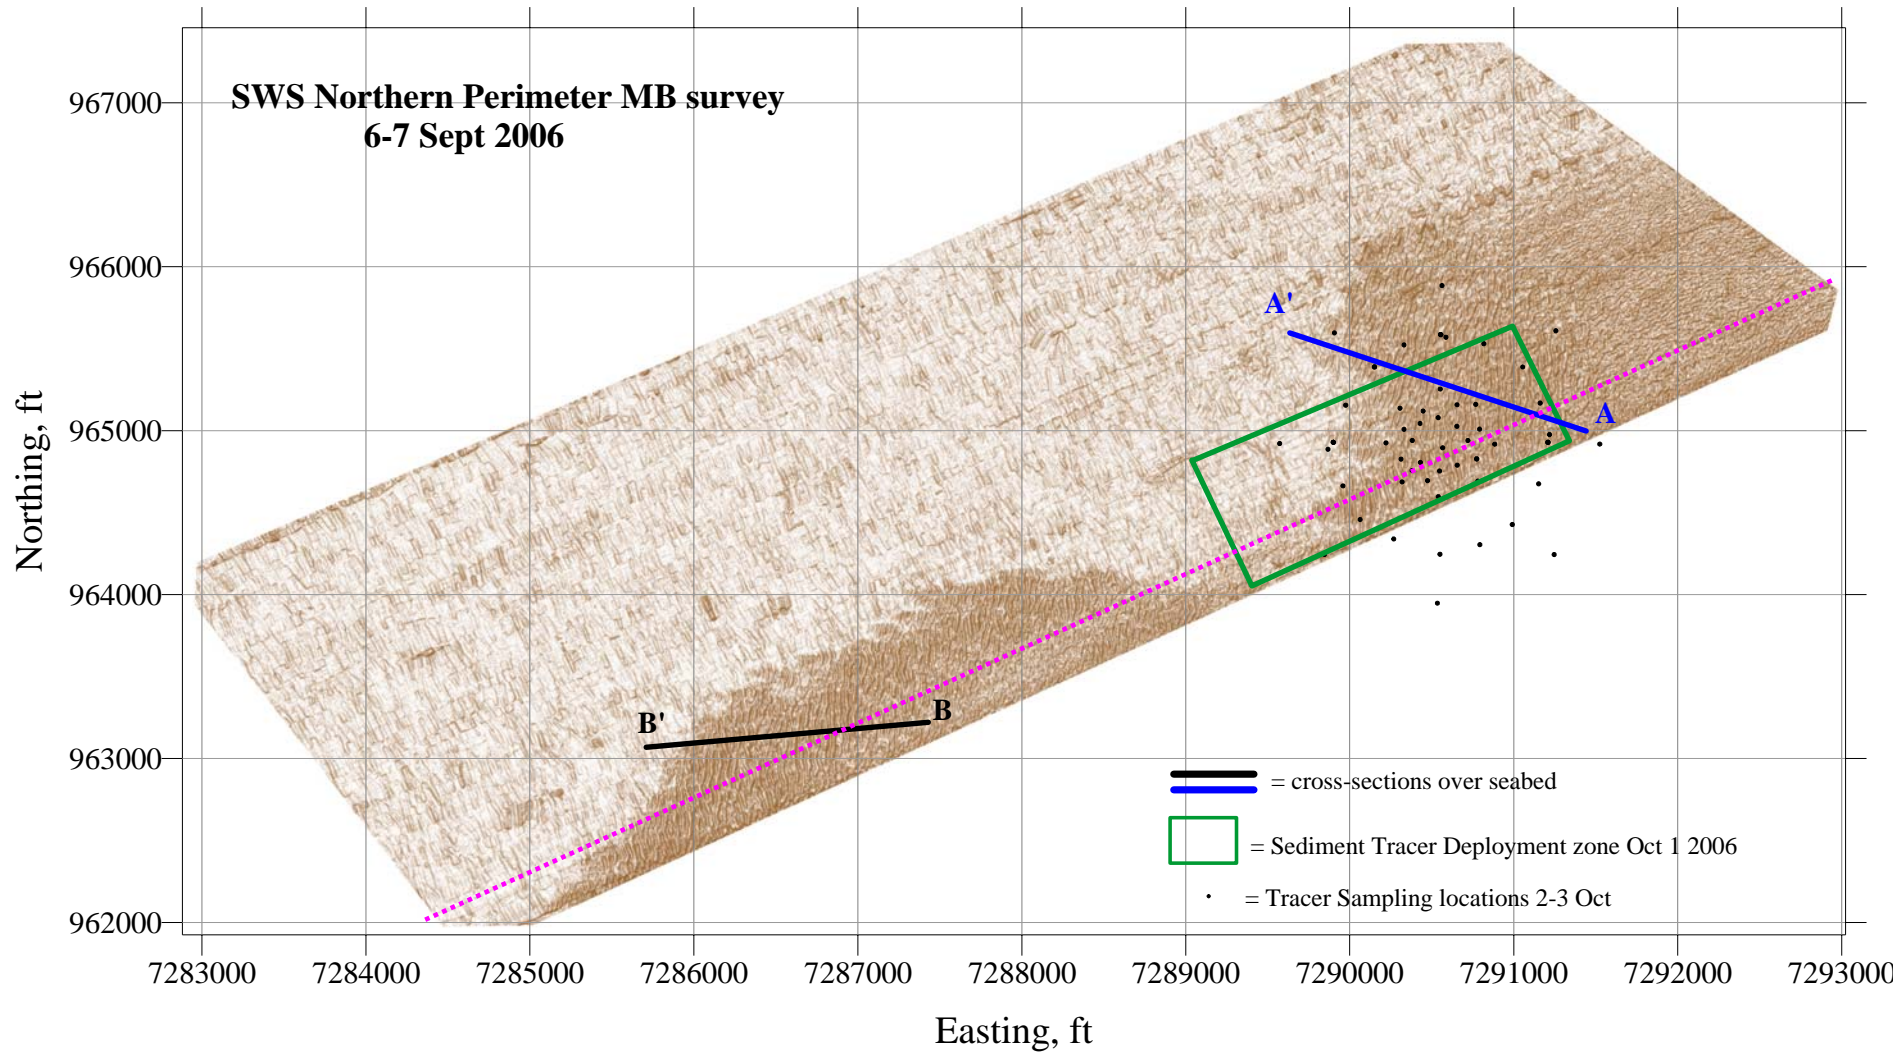 SWS Northern Perimeter MB survey
6-7 Sept 2006
967000
966000
965000
964000
963000
962000
Northing, ft
A'
A
B'
B
= cross-sections over seabed
= Sediment Tracer Deployment zone Oct 1 2006
= Tracer Sampling locations 2-3 Oct
7283000 7284000 7285000 7286000 7287000 7288000 7289000 7290000 7291000 7292000 7293000
Easting, ft